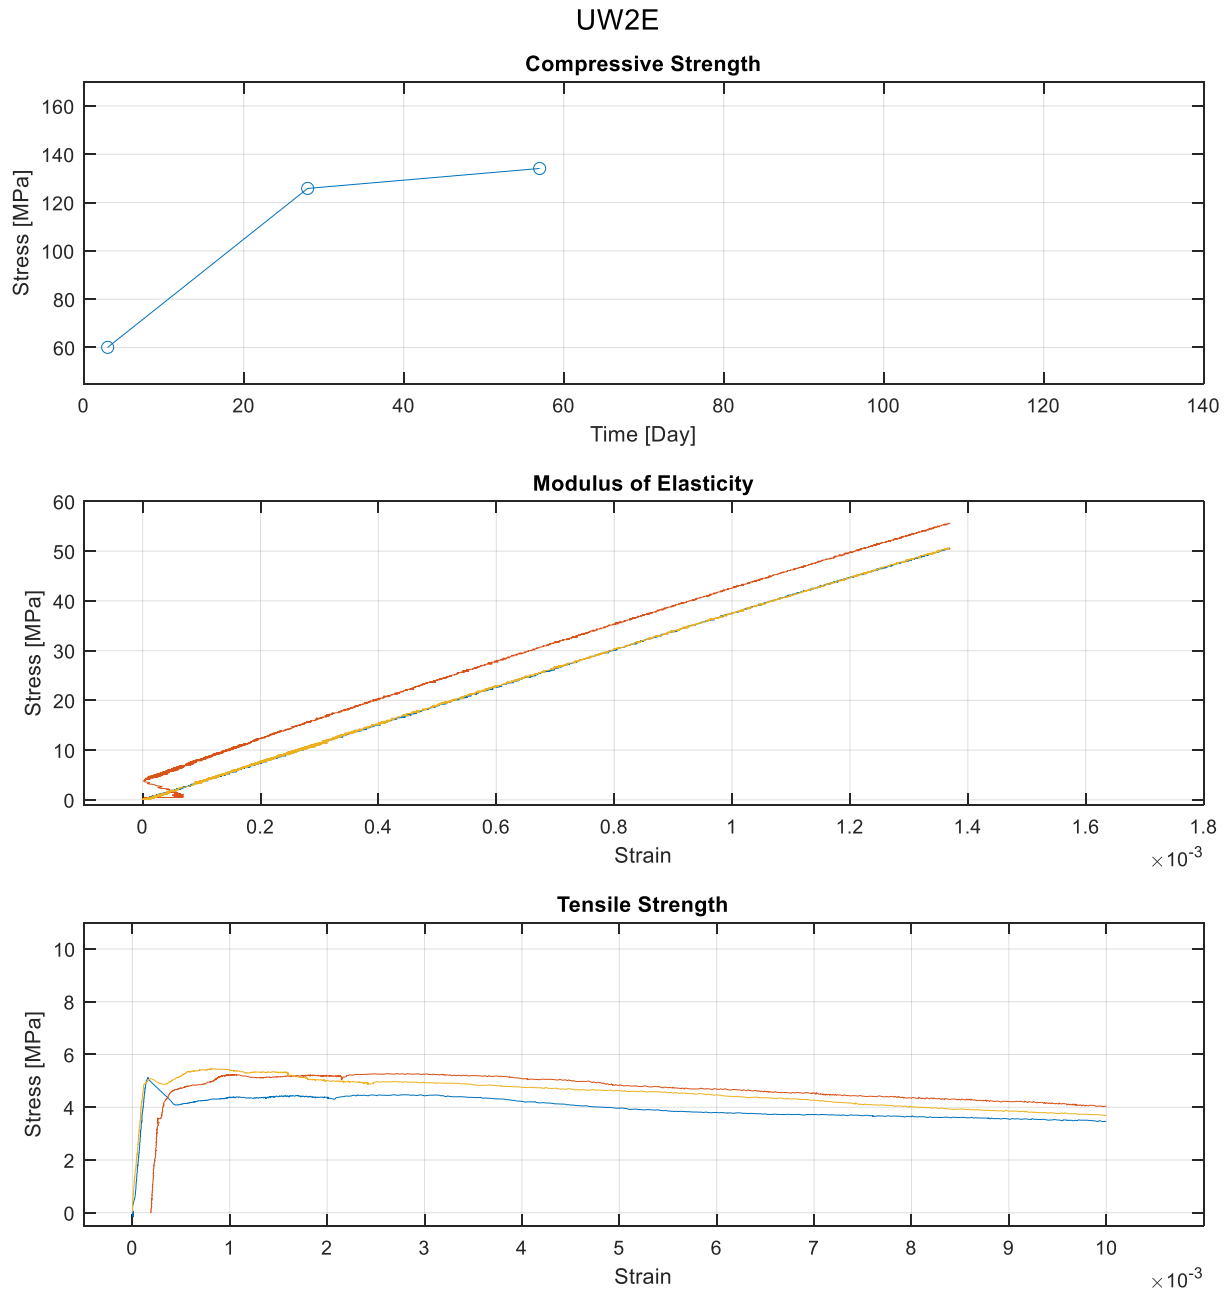 UW2E
Compressive Strength
160
140
120
100
80
60
Stress [MPa]
0 20 40 60 80 100 120 140
Time [Day]
Modulus of Elasticity
60
50
40
30
20
10
0
Stress [MPa]
0 0.2 0.4 0.6 0.8 1 1.2 1.4 1.6 1.8
Strain
×10-3
Tensile Strength
10
8
6
4
2
0
Stress [MPa]
0 1 2 3 4 5 6 7 8 9 10
Strain
×10-3